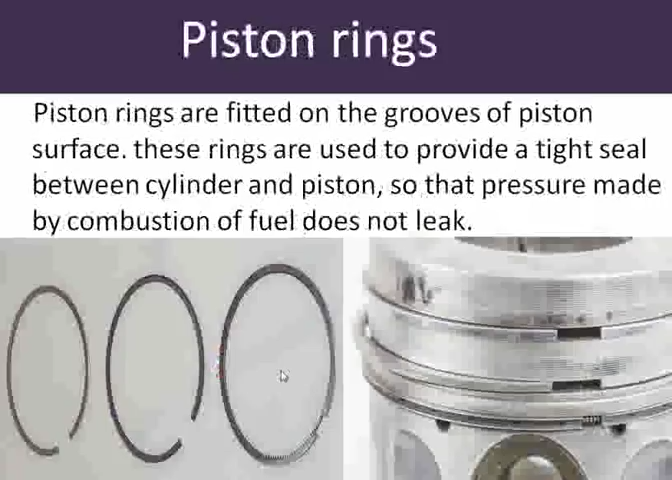 Piston rings
Piston rings are fitted on the grooves of piston
surface. these rings are used to provide a tight seal
between cylinder and piston, so that pressure made
by combustion of fuel does not leak.